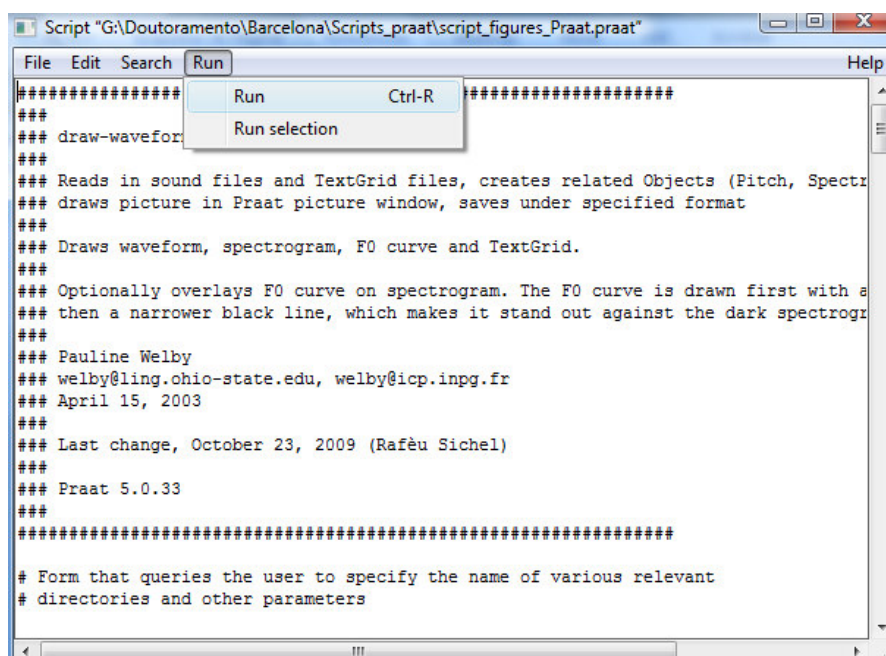 Script "G:\Doutoramento\Barcelona\Scripts_praat\script_figures_Praat.praat"
File Edit Search Run Help
Run Ctrl-R
Run selection
################ #####################
###
### draw-wavefor
###
### Reads in sound files and TextGrid files, creates related Objects (Pitch, Spectr
### draws picture in Praat picture window, saves under specified format
###
### Draws waveform, spectrogram, F0 curve and TextGrid.
###
### Optionally overlays F0 curve on spectrogram. The F0 curve is drawn first with a
### then a narrower black line, which makes it stand out against the dark spectrogr
###
### Pauline Welby
### welby@ling.ohio-state.edu, welby@icp.inpg.fr
### April 15, 2003
###
### Last change, October 23, 2009 (Rafèu Sichel)
###
### Praat 5.0.33
###
################################################################
# Form that queries the user to specify the name of various relevant
# directories and other parameters